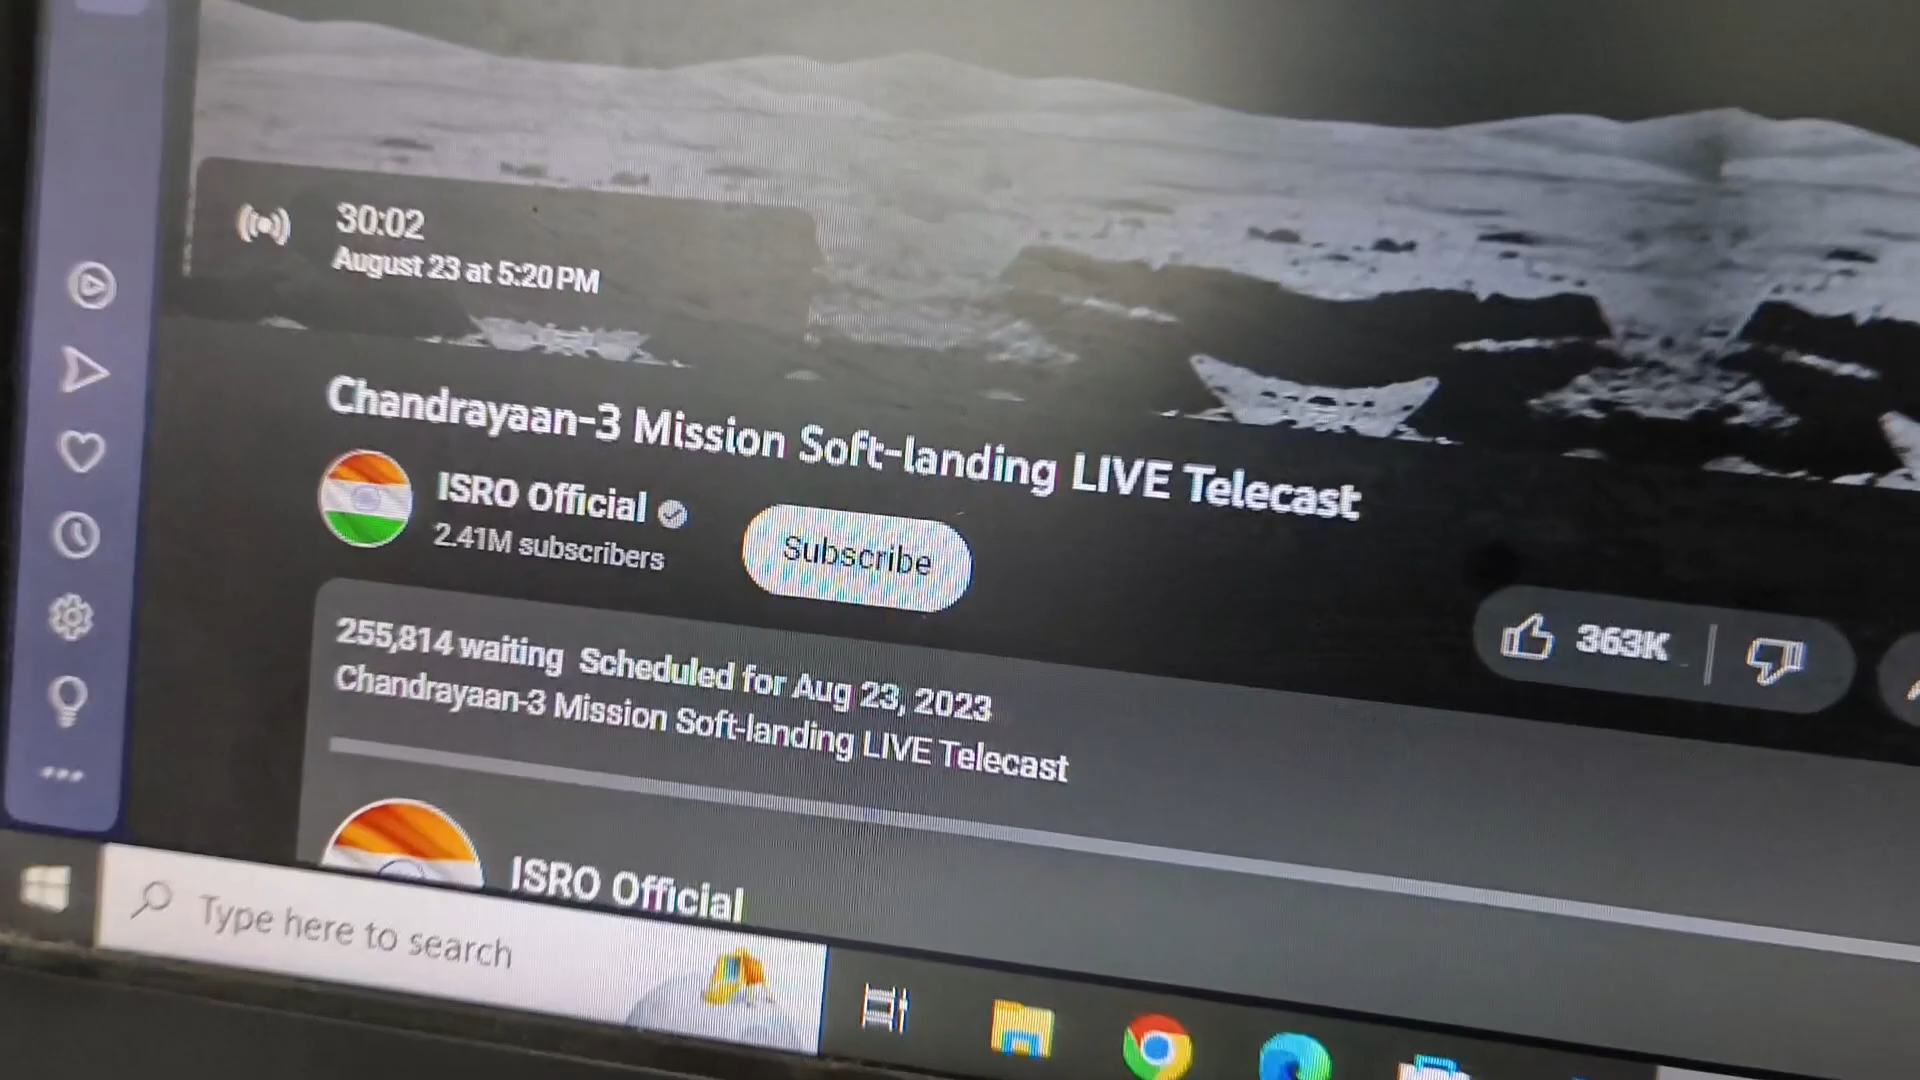 30:02
August 23 at 5:20 PM
Chandrayaan-3 Mission Soft-landing LIVE Telecast
ISRO Official
2.41M subscribers
Subscribe
363K
255,814 waiting Scheduled for Aug 23, 2023
Chandrayaan-3 Mission Soft-landing LIVE Telecast
ISRO Official
Type here to search